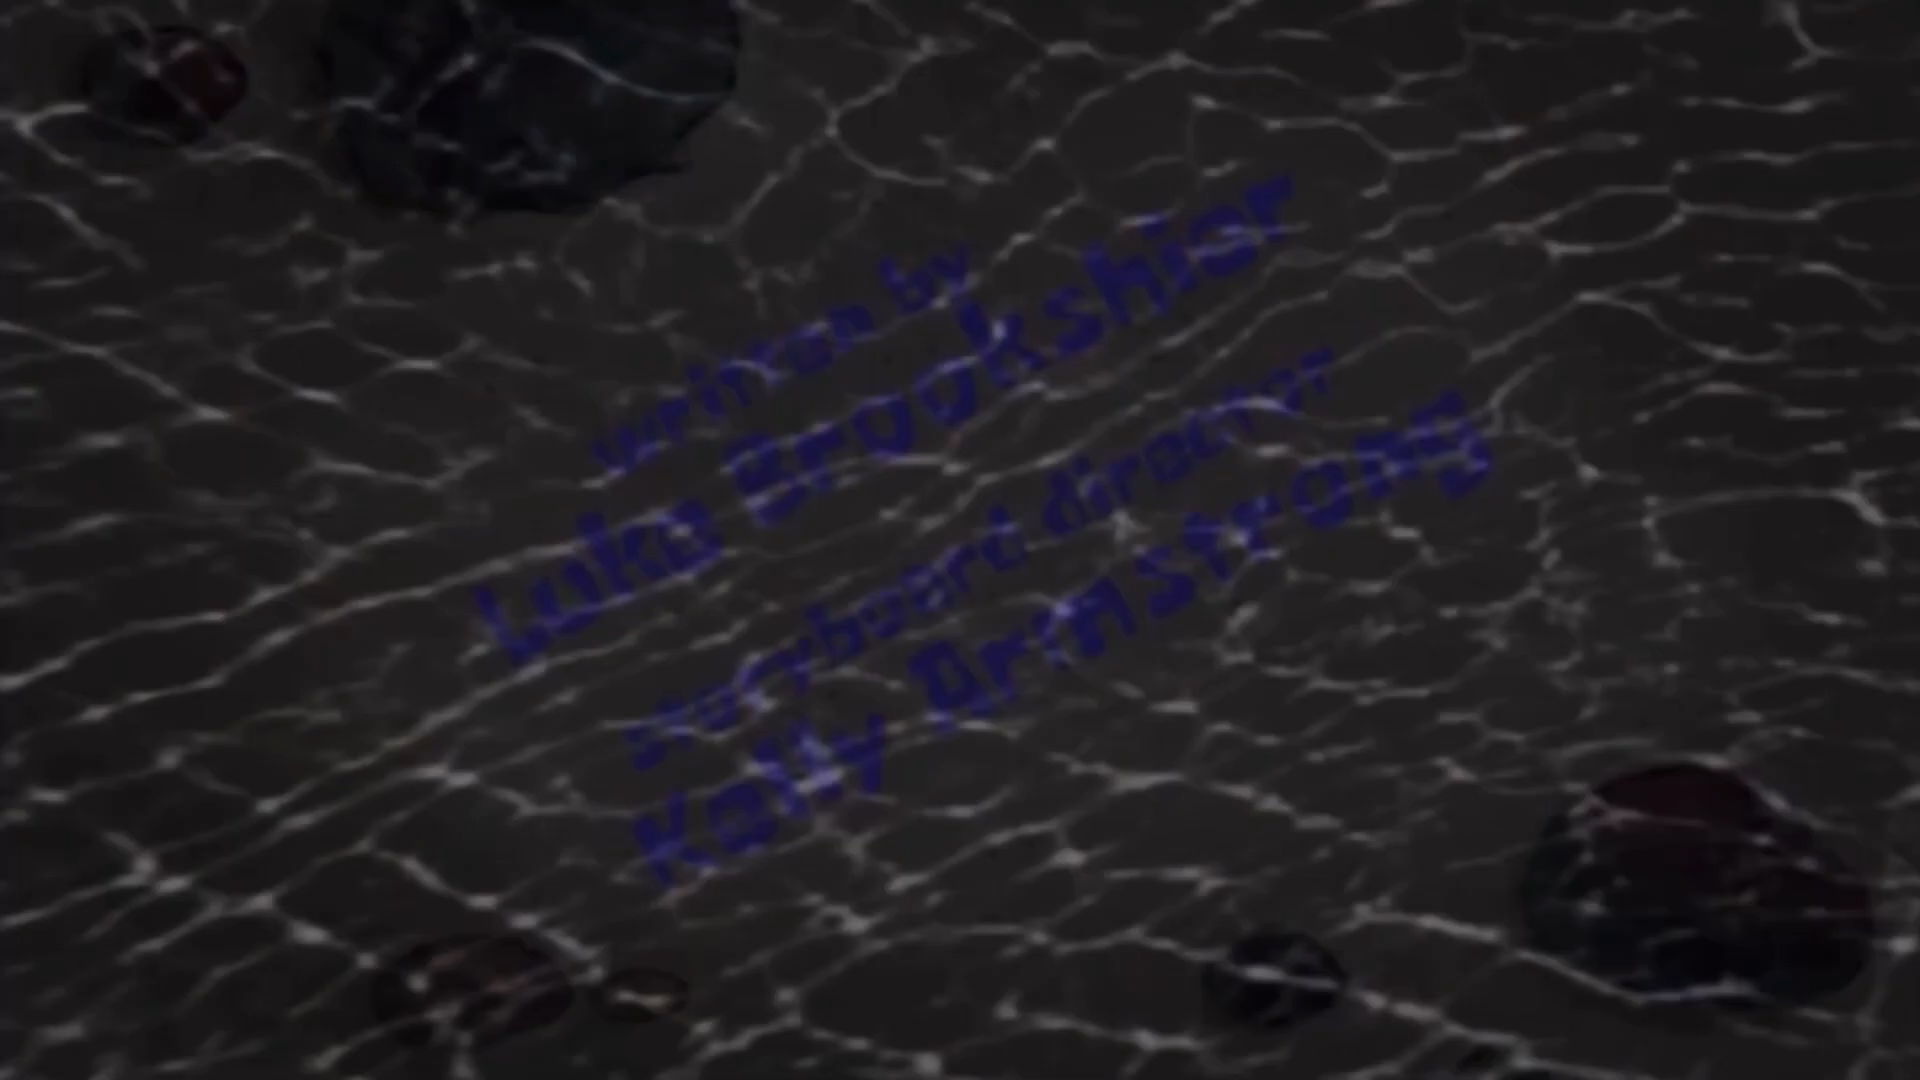 written by
Luke Brookshier
storyboard director
Kelly Armstrong